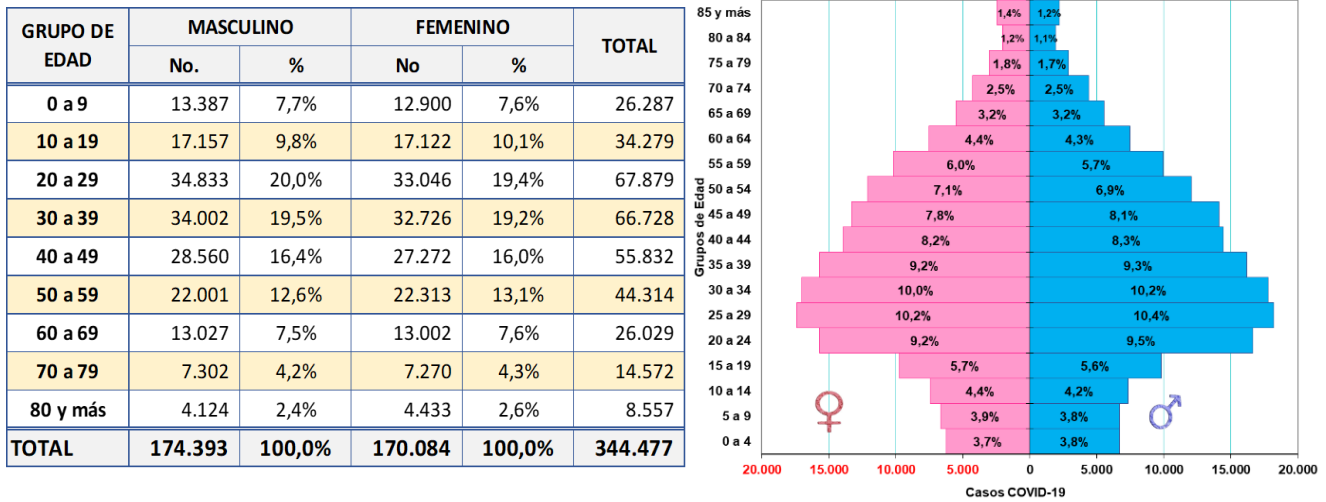 GRUPO DE EDAD MASCULINO FEMENINO TOTAL
No. % No %
0 a 9 13.387 7,7% 12.900 7,6% 26.287
10 a 19 17.157 9,8% 17.122 10,1% 34.279
20 a 29 34.833 20,0% 33.046 19,4% 67.879
30 a 39 34.002 19,5% 32.726 19,2% 66.728
40 a 49 28.560 16,4% 27.272 16,0% 55.832
50 a 59 22.001 12,6% 22.313 13,1% 44.314
60 a 69 13.027 7,5% 13.002 7,6% 26.029
70 a 79 7.302 4,2% 7.270 4,3% 14.572
80 y más 4.124 2,4% 4.433 2,6% 8.557
TOTAL 174.393 100,0% 170.084 100,0% 344.477
Grupos de Edad
85 y más 1,4% 1,2%
80 a 84 1,2% 1,1%
75 a 79 1,8% 1,7%
70 a 74 2,5% 2,5%
65 a 69 3,2% 3,2%
60 a 64 4,4% 4,3%
55 a 59 6,0% 5,7%
50 a 54 7,1% 6,9%
45 a 49 7,8% 8,1%
40 a 44 8,2% 8,3%
35 a 39 9,2% 9,3%
30 a 34 10,0% 10,2%
25 a 29 10,2% 10,4%
20 a 24 9,2% 9,5%
15 a 19 5,7% 5,6%
10 a 14 4,4% 4,2%
5 a 9 3,9% 3,8%
0 a 4 3,7% 3,8%
20.000 15.000 10.000 5.000 0 5.000 10.000 15.000 20.000
Casos COVID-19